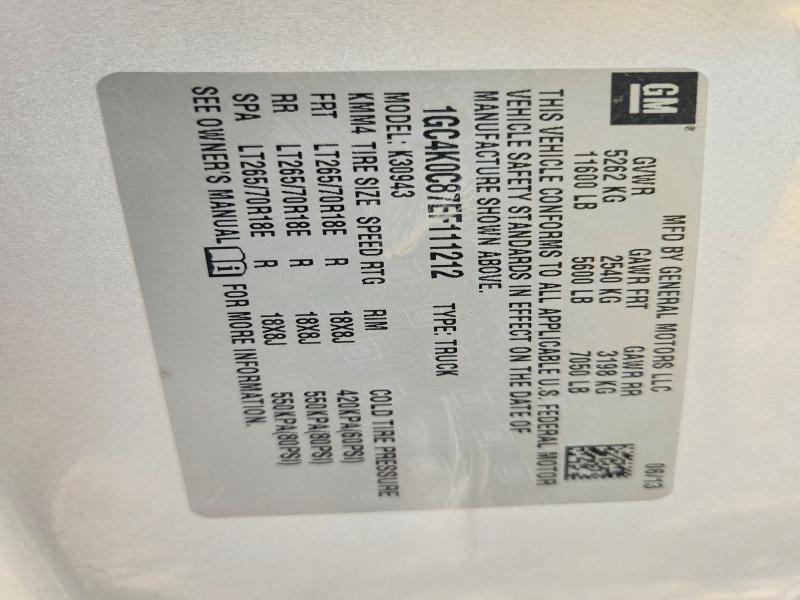 GM
MFD BY GENERAL MOTORS LLC 06/13
GVWR GAWR FRT GAWR RR
5262 KG 2540 KG 3198 KG
11600 LB 5600 LB 7050 LB
THIS VEHICLE CONFORMS TO ALL APPLICABLE U.S. FEDERAL MOTOR
VEHICLE SAFETY STANDARDS IN EFFECT ON THE DATE OF
MANUFACTURE SHOWN ABOVE.
1GC4K0C87EF111212 TYPE: TRUCK
MODEL: K30943
KMM4 TIRE SIZE SPEED RTG RIM COLD TIRE PRESSURE
FRT LT265/70R18E R 18X8J 420KPA(60PSI)
RR LT265/70R18E R 18X8J 550KPA(80PSI)
SPA LT265/70R18E R 18X8J 550KPA(80PSI)
SEE OWNER'S MANUAL FOR MORE INFORMATION.